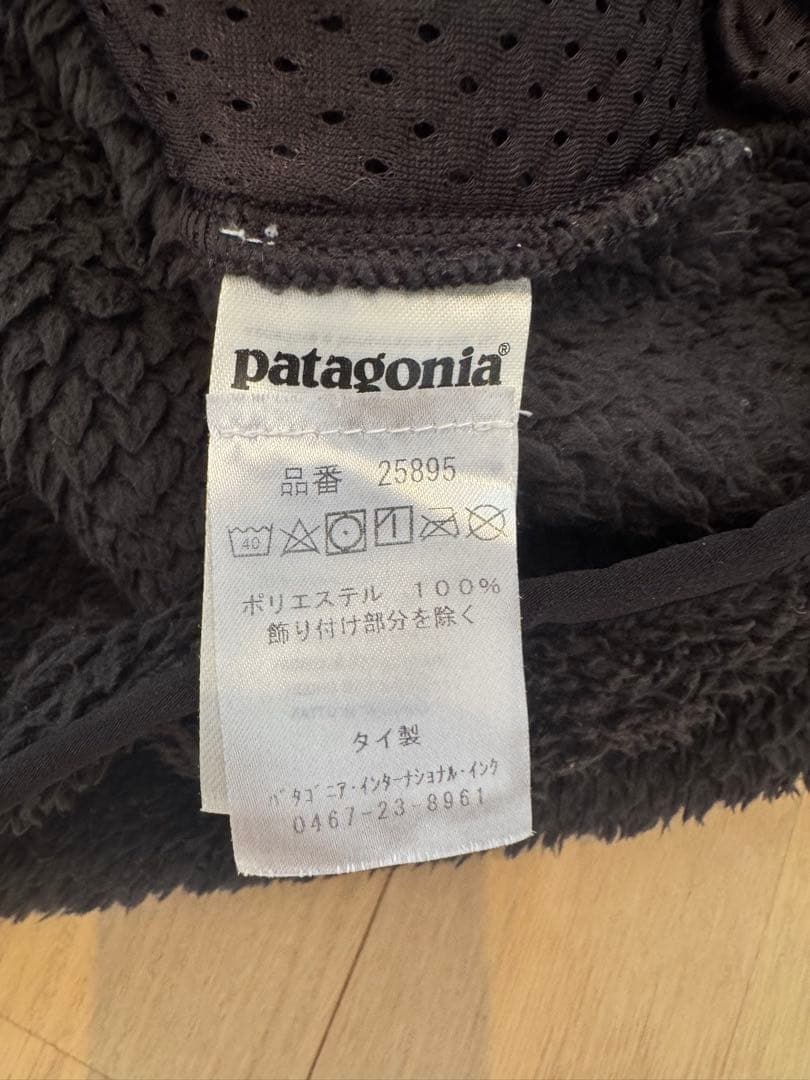 patagonia®
品番 25895
40
ポリエステル 100%
飾り付け部分を除く
タイ製
パタゴニア・インターナショナル・インク
0467-23-8961